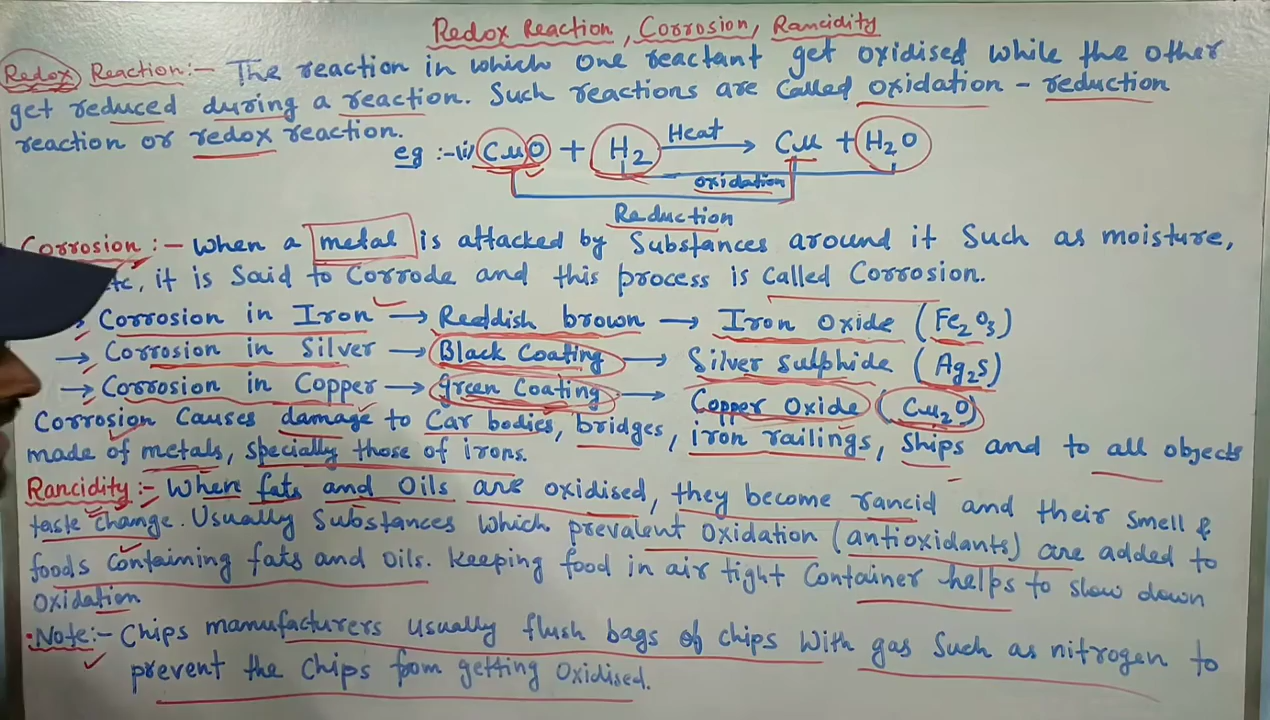 Redox Reaction, Corrosion, Rancidity
Redox Reaction:- The reaction in which one reactant get oxidised while the other
get reduced during a reaction. Such reactions are called oxidation - reduction
reaction or redox reaction.
eg :-(i) CuO + H2 Heat → Cu + H2O
oxidation
Reduction
Corrosion :- When a metal is attacked by Substances around it Such as moisture,
etc, it is Said to Corrode and this process is called Corrosion.
→ Corrosion in Iron → Reddish brown → Iron Oxide (Fe2O3)
→ Corrosion in Silver → Black Coating → Silver Sulphide (Ag2S)
→ Corrosion in Copper → green Coating → Copper Oxide (Cu2O)
Corrosion Causes damage to Car bodies, bridges, iron railings, Ships and to all objects
made of metals, Specially those of irons.
Rancidity :- When fats and Oils are oxidised, they become rancid and their smell &
taste change. Usually Substances which prevalent Oxidation (antioxidants) are added to
foods Containing fats and Oils. Keeping food in air tight Container helps to slow down
Oxidation
Note:- Chips manufacturers usually flush bags of chips with gas Such as nitrogen to
prevent the Chips from getting Oxidised.